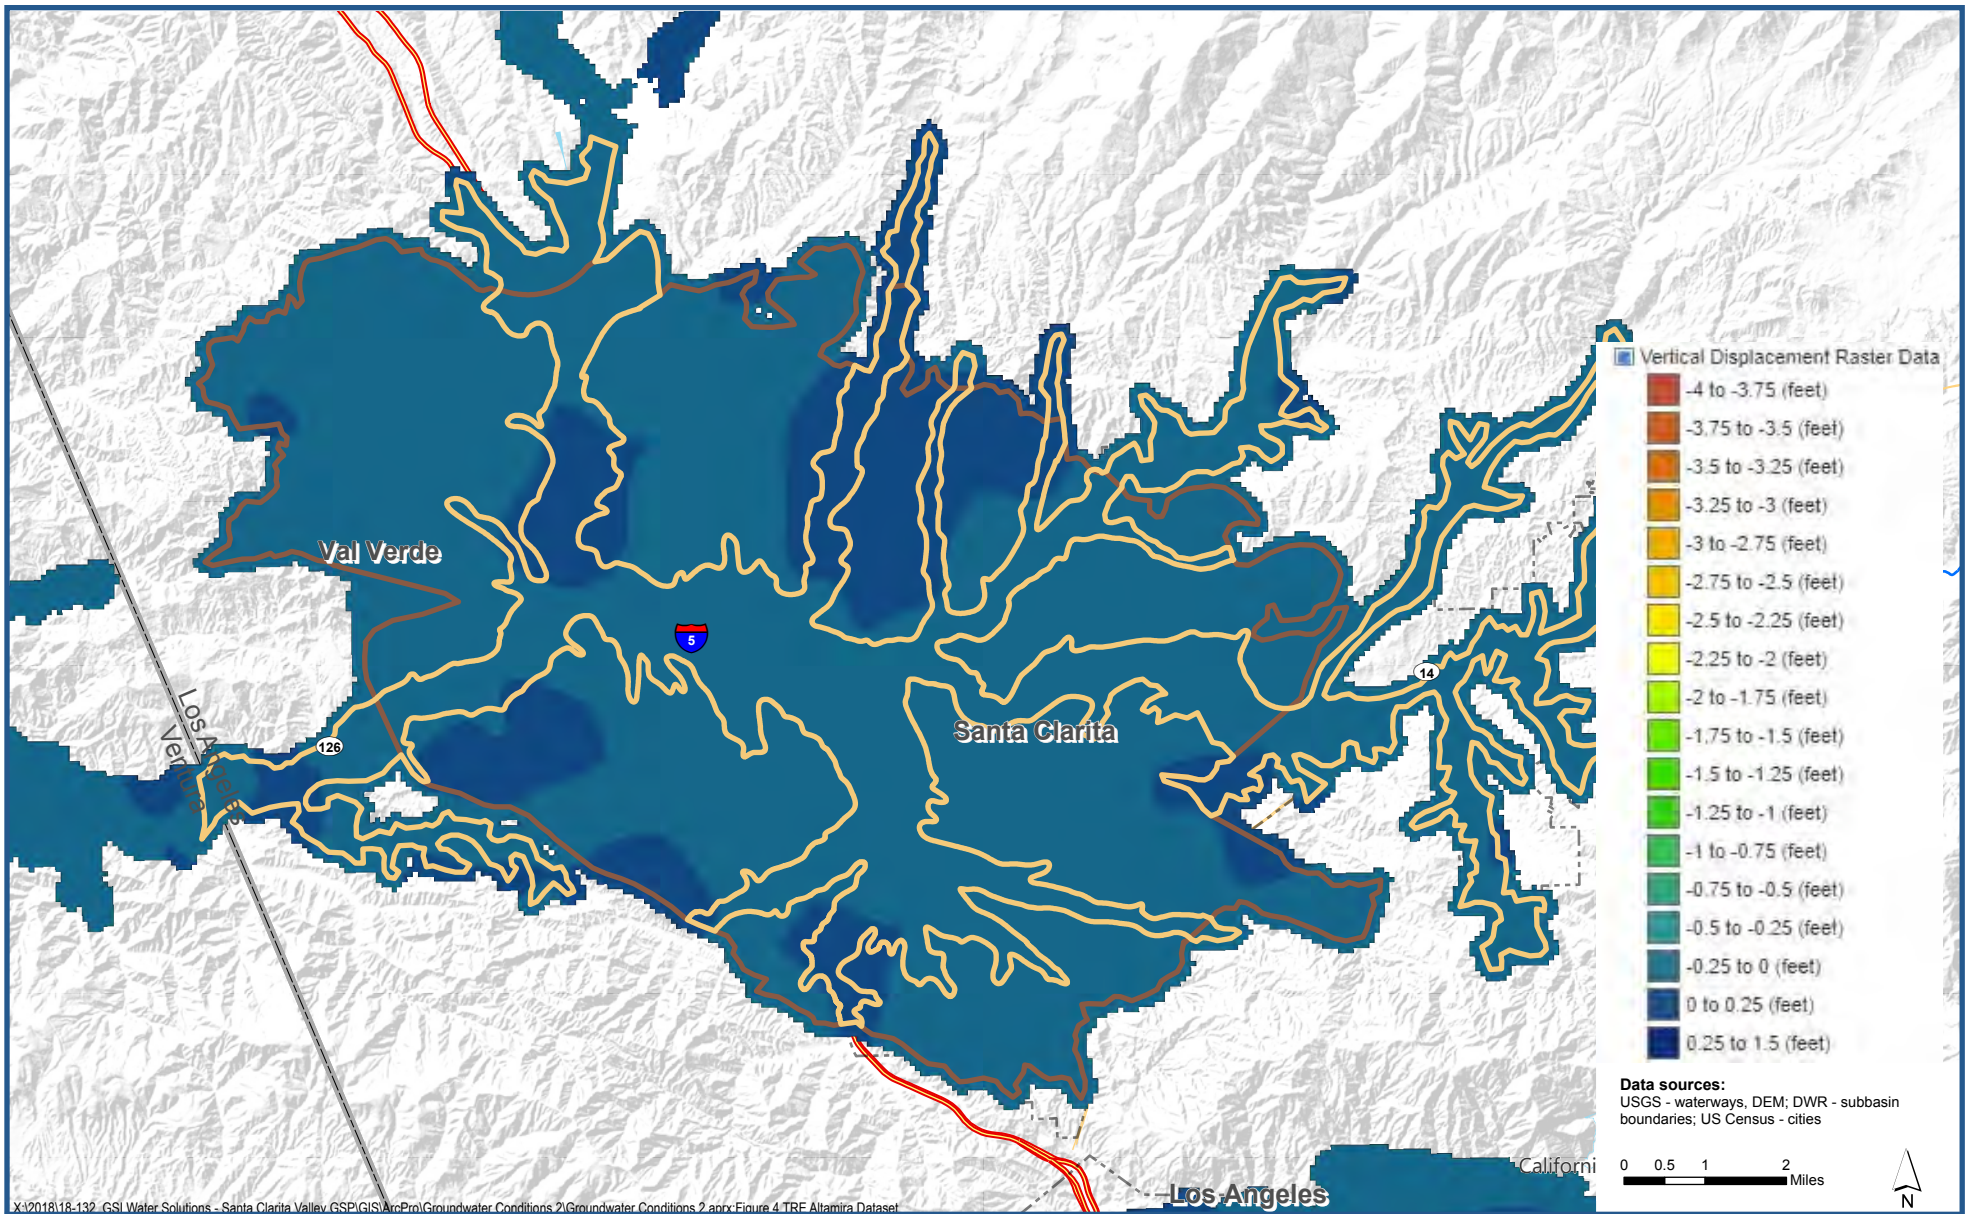 Val Verde
5
Santa Clarita
14
126
Los Angeles
Ventura
Vertical Displacement Raster Data
-4 to -3.75 (feet)
-3.75 to -3.5 (feet)
-3.5 to -3.25 (feet)
-3.25 to -3 (feet)
-3 to -2.75 (feet)
-2.75 to -2.5 (feet)
-2.5 to -2.25 (feet)
-2.25 to -2 (feet)
-2 to -1.75 (feet)
-1.75 to -1.5 (feet)
-1.5 to -1.25 (feet)
-1.25 to -1 (feet)
-1 to -0.75 (feet)
-0.75 to -0.5 (feet)
-0.5 to -0.25 (feet)
-0.25 to 0 (feet)
0 to 0.25 (feet)
0.25 to 1.5 (feet)
Data sources:
USGS - waterways, DEM; DWR - subbasin
boundaries; US Census - cities
0 0.5 1 2
Miles
N
Californi
Los Angeles
X:\2018\18-132_GSI Water Solutions - Santa Clarita Valley GSP\GIS\ArcPro\Groundwater Conditions 2\Groundwater Conditions 2.aprx:Figure 4 TRE Altamira Dataset